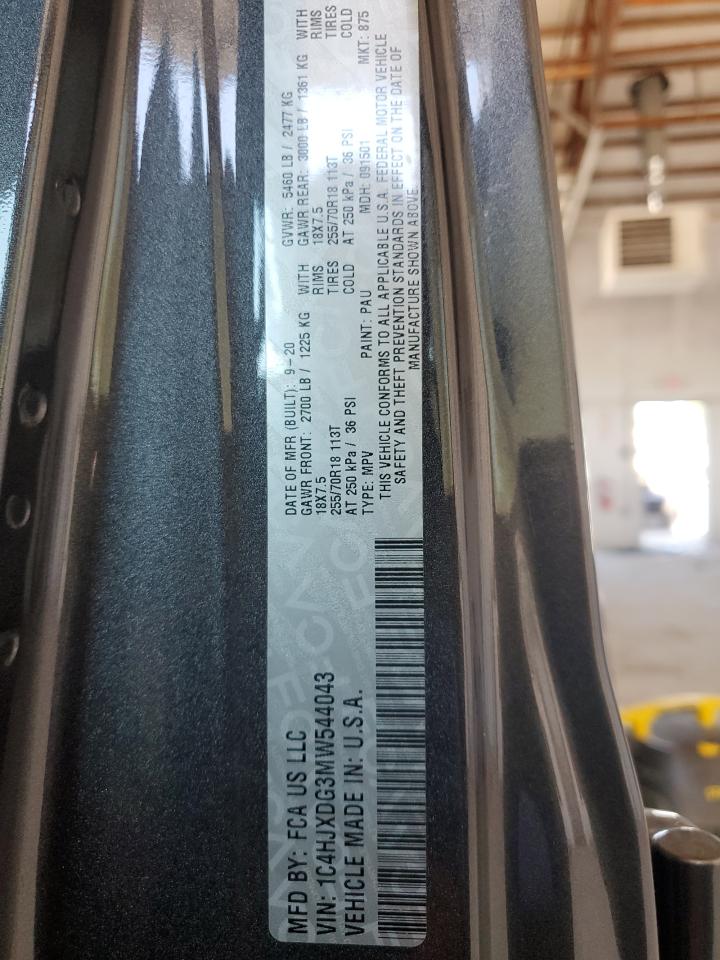 MFD BY: FCA US LLC
DATE OF MFR (BUILT): 9-20
GVWR: 5460 LB / 2477 KG
VIN: 1C4HJXDG3MW544043
GAWR FRONT: 2700 LB / 1225 KG WITH
GAWR REAR: 3000 LB / 1361 KG WITH
18X7.5 RIMS
18X7.5 RIMS
VEHICLE MADE IN: U.S.A.
255/70R18 113T TIRES
255/70R18 113T TIRES
AT 250 kPa / 36 PSI COLD
AT 250 kPa / 36 PSI COLD
TYPE: MPV PAINT: PAU MDH: 091501 MKT: 875
THIS VEHICLE CONFORMS TO ALL APPLICABLE U.S.A. FEDERAL MOTOR VEHICLE
SAFETY AND THEFT PREVENTION STANDARDS IN EFFECT ON THE DATE OF
MANUFACTURE SHOWN ABOVE